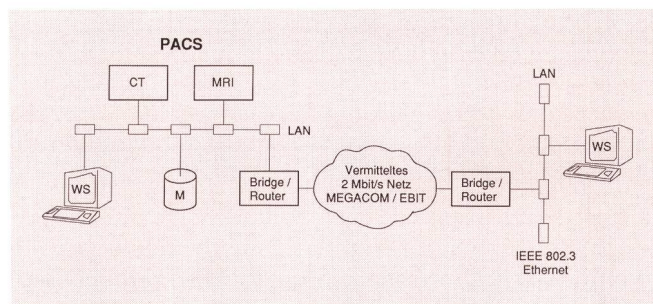 PACS
CT
MRI
LAN
WS
M
Bridge /
Router
Vermitteltes
2 Mbit/s Netz
MEGACOM / EBIT
Bridge /
Router
LAN
WS
IEEE 802.3
Ethernet